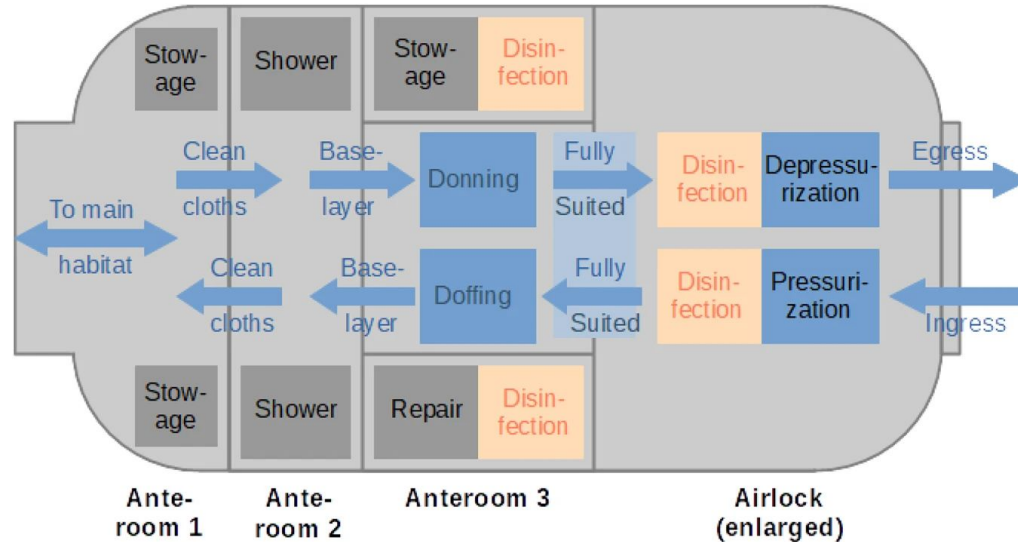 Stow-
age
Shower
Stow-
age
Disin-
fection
Clean
cloths
Base-
layer
Donning
Fully
Suited
Disin-
fection
Depressu-
rization
Egress
To main
habitat
Clean
cloths
Base-
layer
Doffing
Fully
Suited
Disin-
fection
Pressuri-
zation
Ingress
Stow-
age
Shower
Repair
Disin-
fection
Ante-
room 1
Ante-
room 2
Anteroom 3
Airlock
(enlarged)